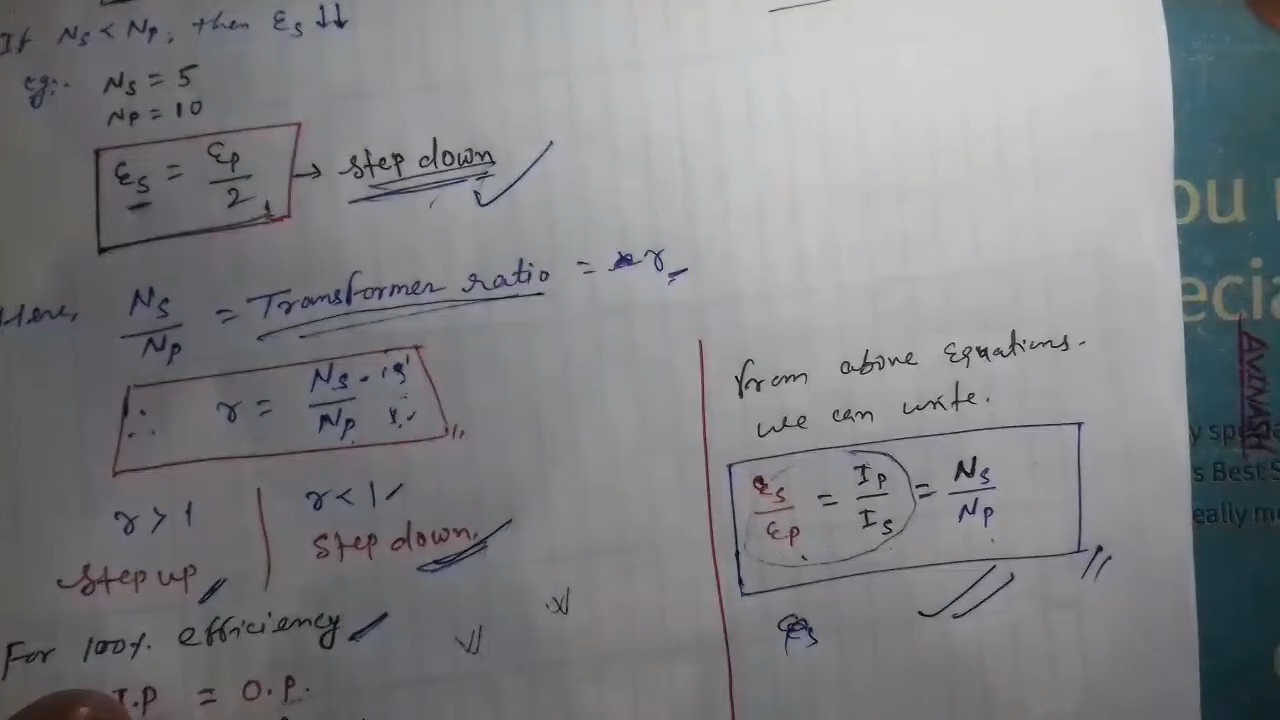 If Ns < Np, then εs ↓↓
eg:- Ns = 5
Np = 10
εs = εp/2 → step down
Here, Ns/Np = Transformer ratio = r
∴ r = Ns/Np
r > 1
step up
r < 1
step down
For 100% efficiency
I.P = O.P.
from above Equations.
we can write.
εs/εp = Ip/Is = Ns/Np
AVINASH